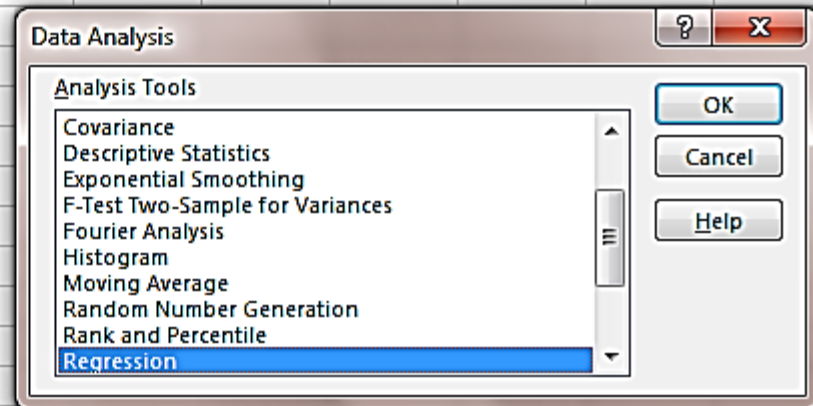 Data Analysis
? X
Analysis Tools
OK
Covariance
Descriptive Statistics
Cancel
Exponential Smoothing
F-Test Two-Sample for Variances
Help
Fourier Analysis
Histogram
Moving Average
Random Number Generation
Rank and Percentile
Regression